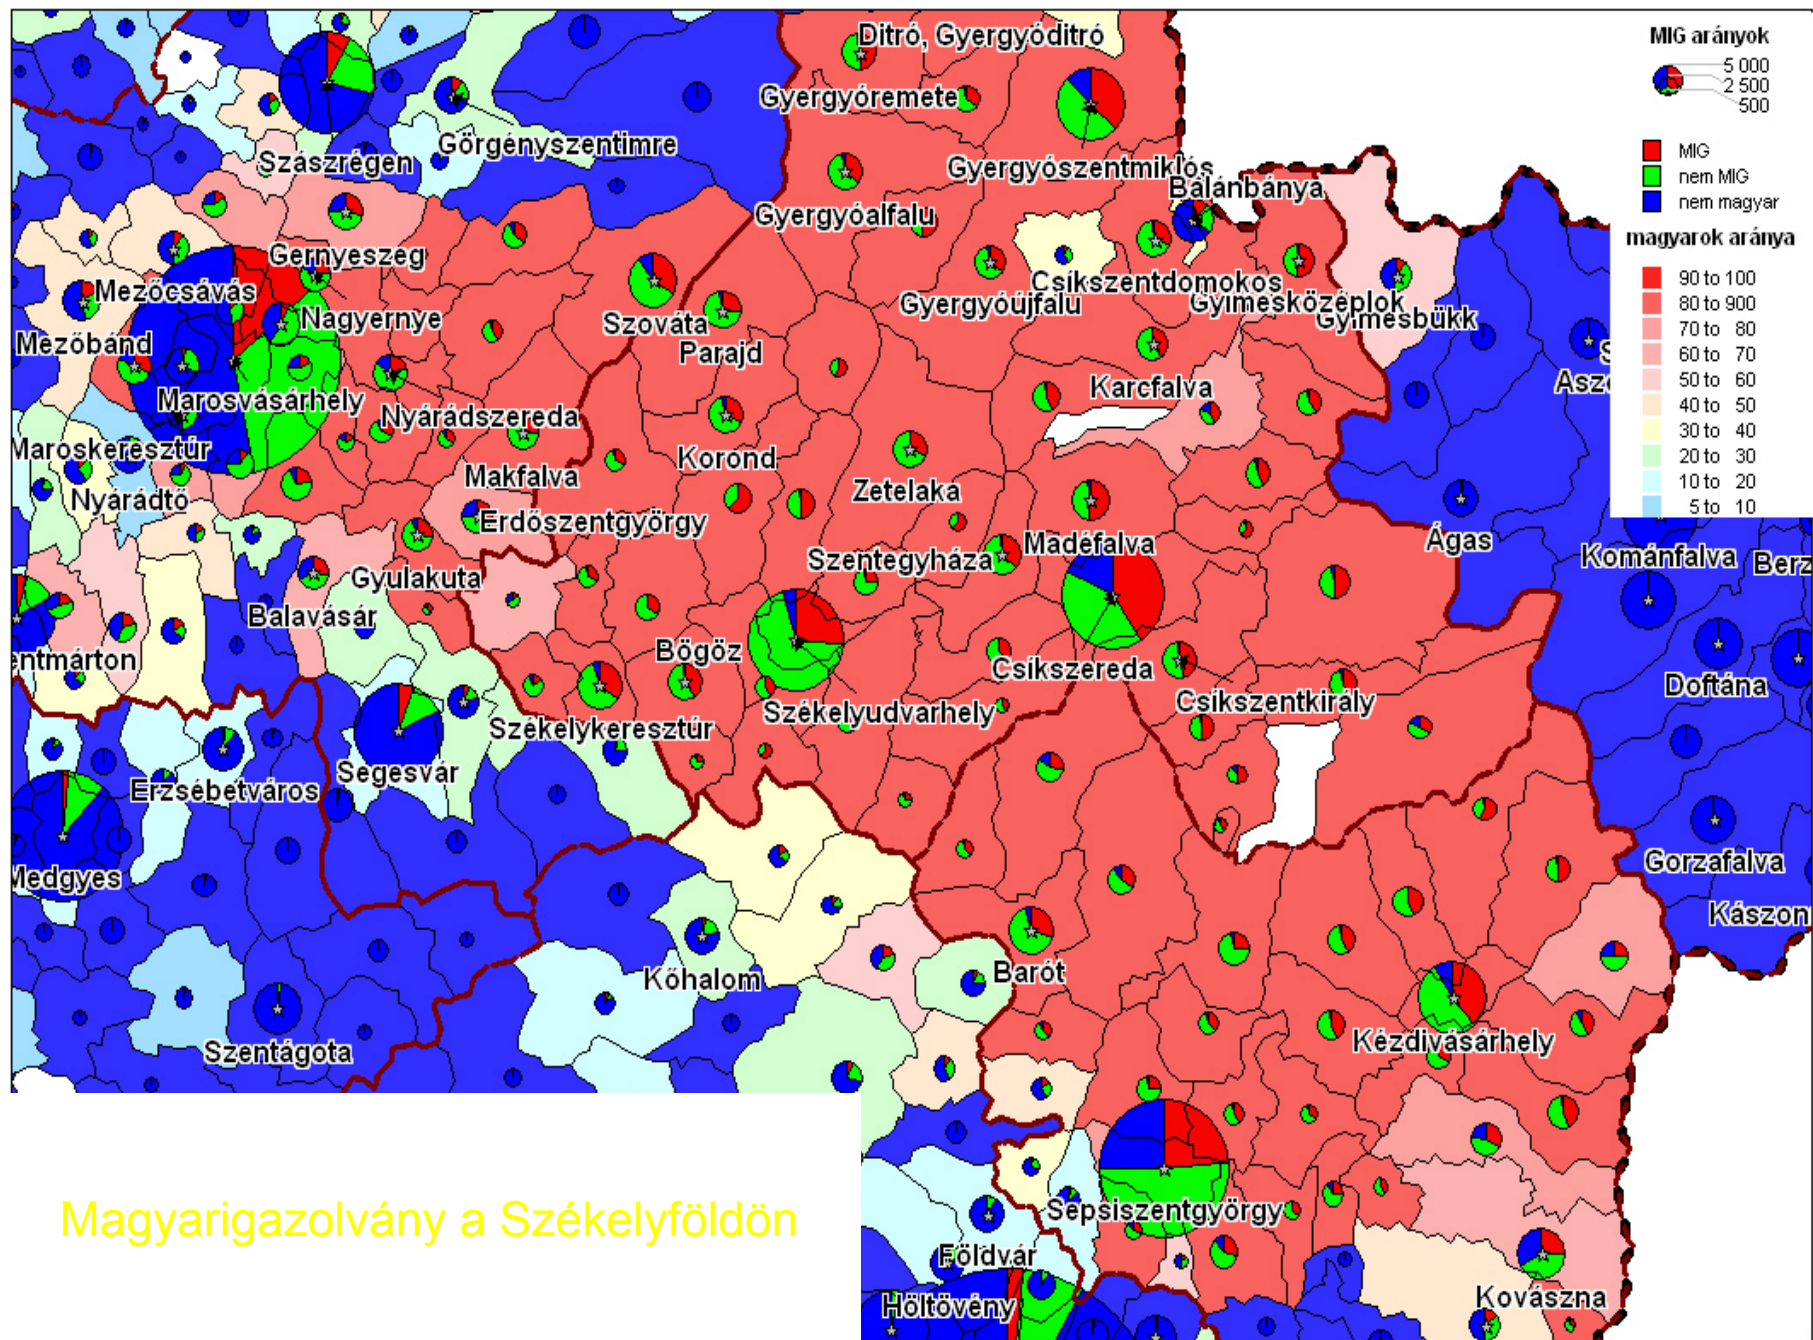 Ditró, Gyergyóditró
MIG arányok
5 000
2 500
500
Gyergyóremete
Görgényszentimre
Szászrégen
Gyergyószentmiklós
MIG
nem MIG
nem magyar
Balánbánya
Gyergyóalfalu
magyarok aránya
90 to 100
80 to 900
70 to 80
60 to 70
50 to 60
40 to 50
30 to 40
20 to 30
10 to 20
5 to 10
Gernyeszeg
Mezőcsávás
Csíkszentdomokos
Gyergyóújfalu
Gyimesközéplok
Gyimesbükk
Nagyernye
Szováta
Mezőbánd
Parajd
Karcfalva
Marosvásárhely
Nyárádszereda
Maroskeresztúr
Korond
Makfalva
Zetelaka
Nyárádtő
Erdőszentgyörgy
Madéfalva
Ágas
Szentegyháza
Kománfalva
Gyulakuta
Balavásár
entmárton
Bögöz
Csíkszereda
Doftána
Csíkszentkirály
Székelyudvarhely
Székelykeresztúr
Segesvár
Erzsébetváros
Medgyes
Gorzafalva
Kászon
Kőhalom
Barót
Szentágota
Kézdivásárhely
Magyarigazolvány a Székelyföldön
Sepsiszentgyörgy
Földvár
Höltövény
Kovászna